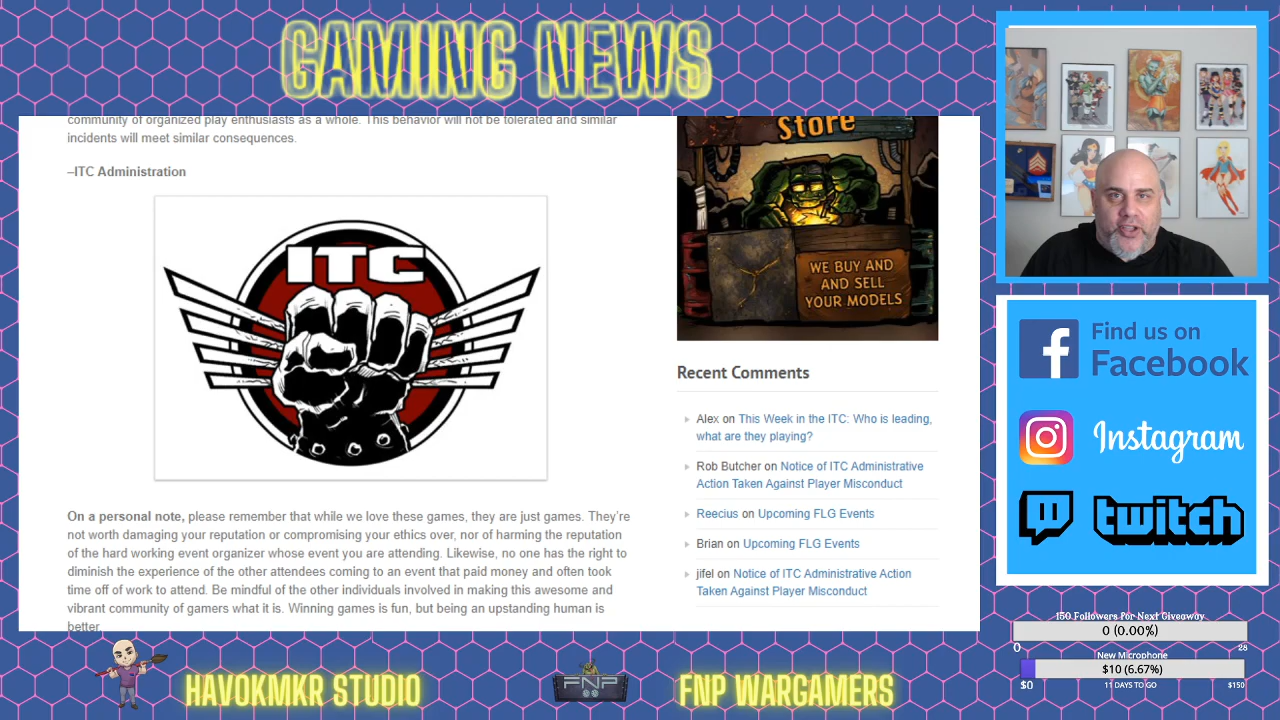 GAMING NEWS
community of organized play enthusiasts as a whole. This behavior will not be tolerated and similar
incidents will meet similar consequences.
–ITC Administration
ITC
On a personal note, please remember that while we love these games, they are just games. They're
not worth damaging your reputation or compromising your ethics over, nor of harming the reputation
of the hard working event organizer whose event you are attending. Likewise, no one has the right to
diminish the experience of the other attendees coming to an event that paid money and often took
time off of work to attend. Be mindful of the other individuals involved in making this awesome and
vibrant community of gamers what it is. Winning games is fun, but being an upstanding human is
better.
Store
WE BUY AND
AND SELL
YOUR MODELS
Recent Comments
Alex on This Week in the ITC: Who is leading,
what are they playing?
Rob Butcher on Notice of ITC Administrative
Action Taken Against Player Misconduct
Reecius on Upcoming FLG Events
Brian on Upcoming FLG Events
jifel on Notice of ITC Administrative Action
Taken Against Player Misconduct
Find us on
Facebook
Instagram
twitch
150 Followers For Next Giveaway
0 (0.00%)
0 28
New Microphone
$10 (6.67%)
$0 11 DAYS TO GO $150
HAVOKMKR STUDIO
FNP
FNP WARGAMERS